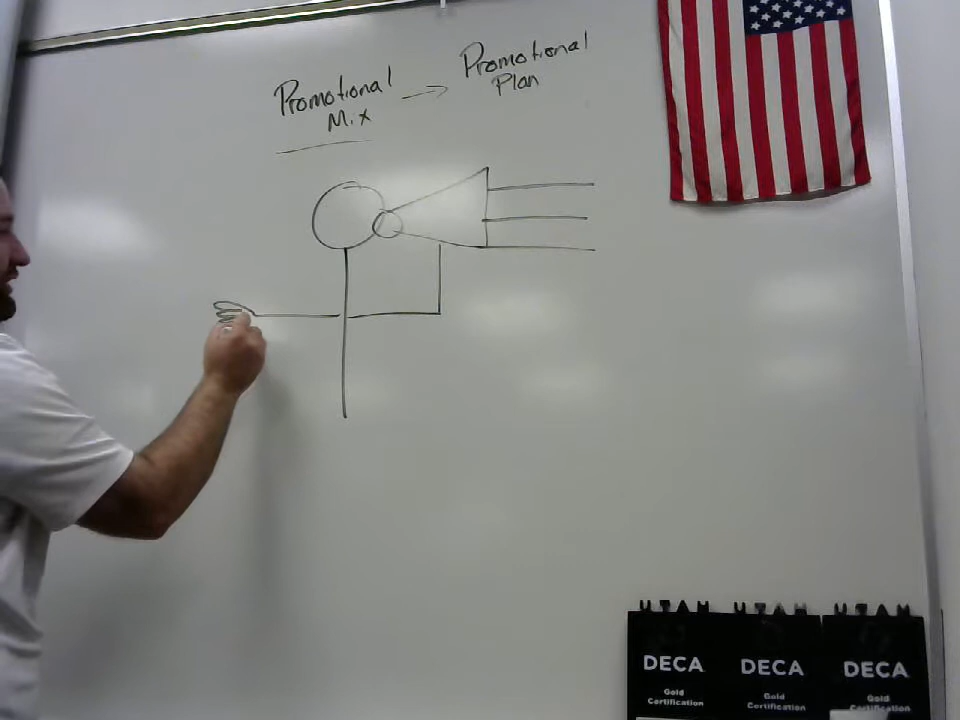 Promotional
Mix
Promotional
Plan
UTAH
DECA
Gold
Certification
UTAH
DECA
Gold
Certification
UTAH
DECA
Gold
Certification